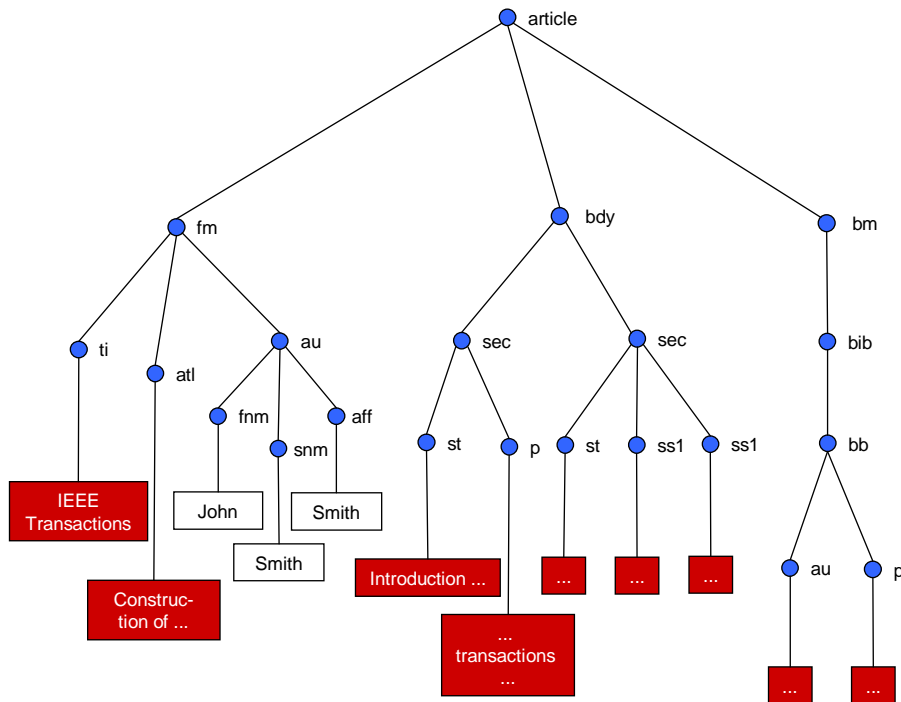 article
fm
bdy
bm
ti
atl
au
sec
sec
bib
fnm
snm
aff
st
p
st
ss1
ss1
bb
IEEE
Transactions
John
Smith
Smith
Introduction ...
...
...
...
au
p
Construc-
tion of ...
...
transactions
...
...
...